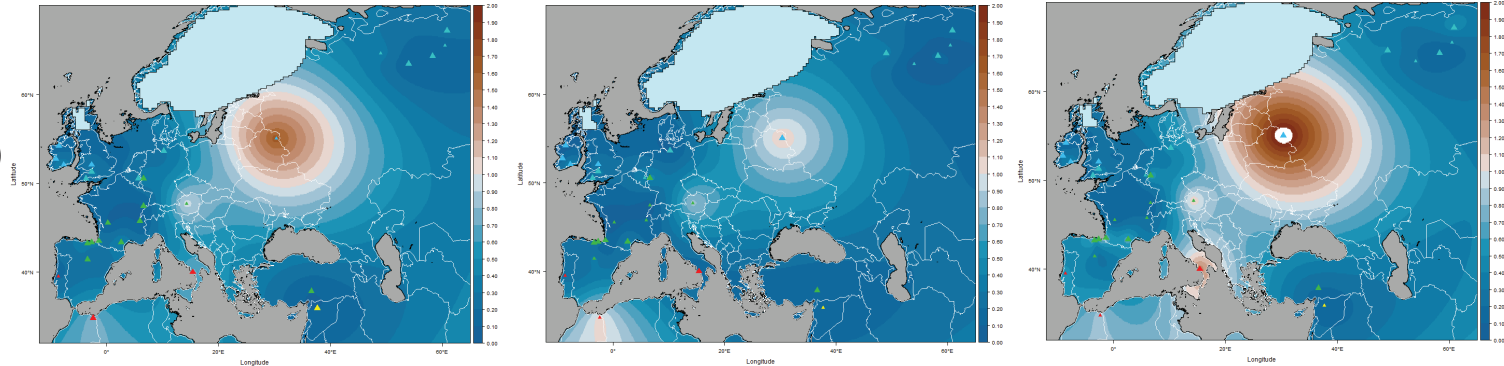 2.00
1.90
1.80
1.70
1.60
1.50
1.40
1.30
1.20
1.10
1.00
0.90
0.80
0.70
0.60
0.50
0.40
0.30
0.20
0.10
0.00
60°N
50°N
40°N
Latitude
0°
20°E
40°E
60°E
Longitude
2.00
1.90
1.80
1.70
1.60
1.50
1.40
1.30
1.20
1.10
1.00
0.90
0.80
0.70
0.60
0.50
0.40
0.30
0.20
0.10
0.00
60°N
50°N
40°N
Latitude
0°
20°E
40°E
60°E
Longitude
2.00
1.90
1.80
1.70
1.60
1.50
1.40
1.30
1.20
1.10
1.00
0.90
0.80
0.70
0.60
0.50
0.40
0.30
0.20
0.10
0.00
60°N
50°N
40°N
Latitude
0°
20°E
40°E
60°E
Longitude